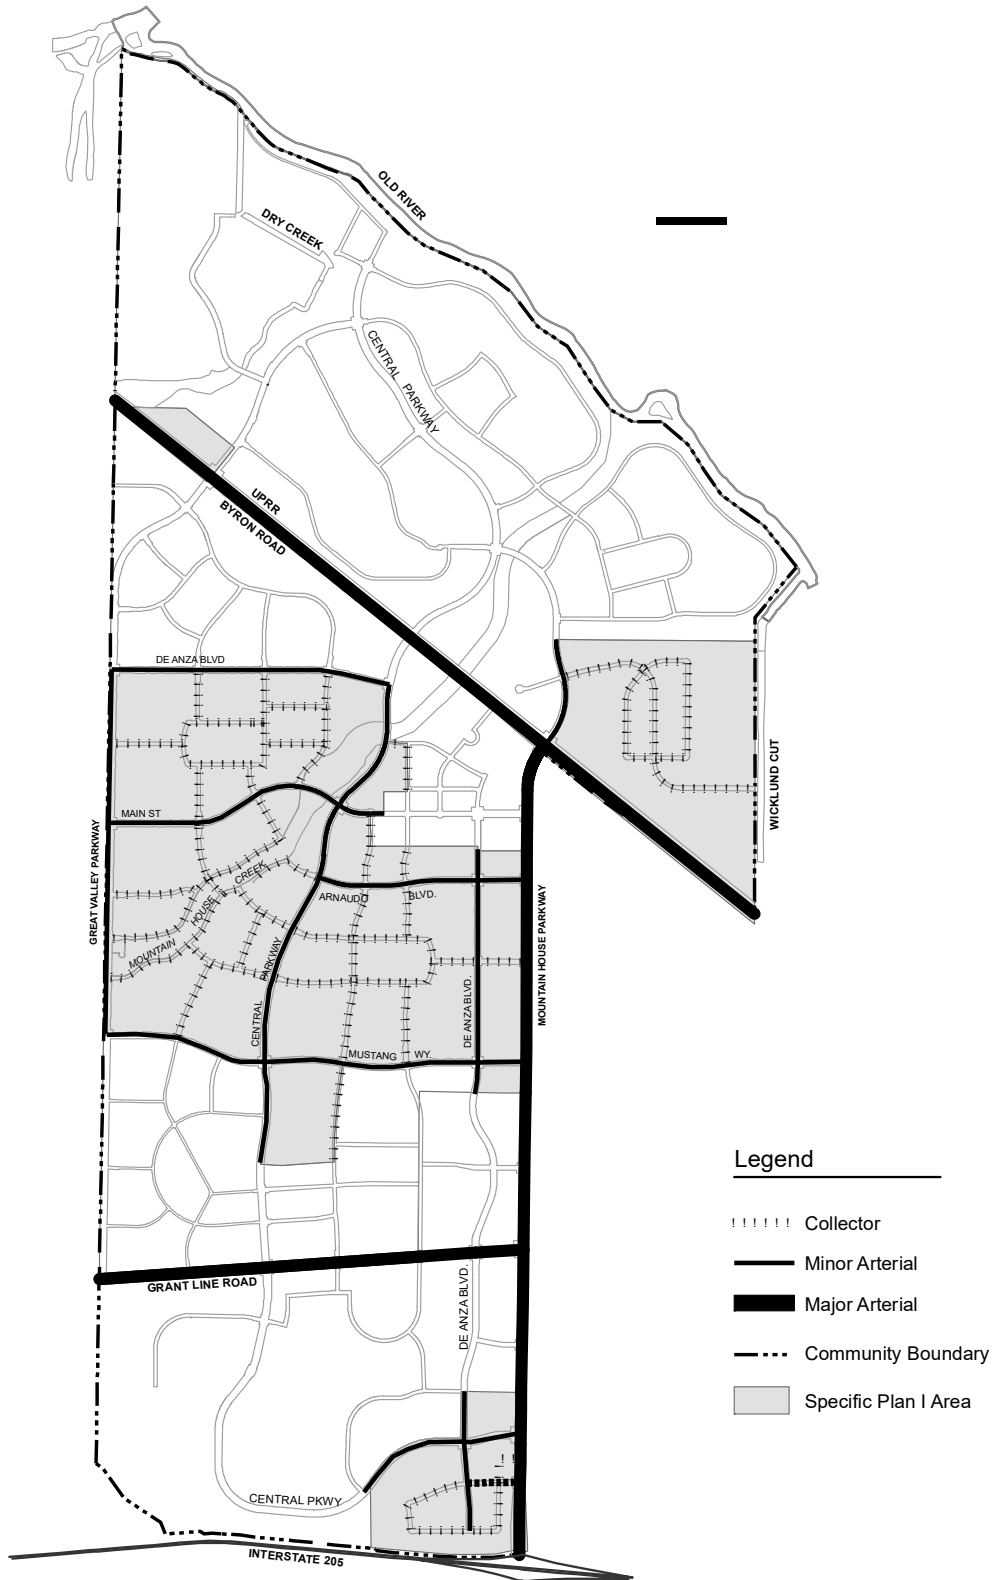 OLD RIVER
DRY CREEK
CENTRAL PARKWAY
UPRR
BYRON ROAD
DE ANZA BLVD
WICKLUND CUT
MAIN ST
GREAT VALLEY PARKWAY
MOUNTAIN HOUSE CREEK
ARNAUDO BLVD.
MOUNTAIN HOUSE PARKWAY
CENTRAL PARKWAY
DE ANZA BLVD.
MUSTANG WY.
Legend
Collector
Minor Arterial
Major Arterial
Community Boundary
Specific Plan I Area
GRANT LINE ROAD
DE ANZA BLVD.
CENTRAL PKWY
INTERSTATE 205